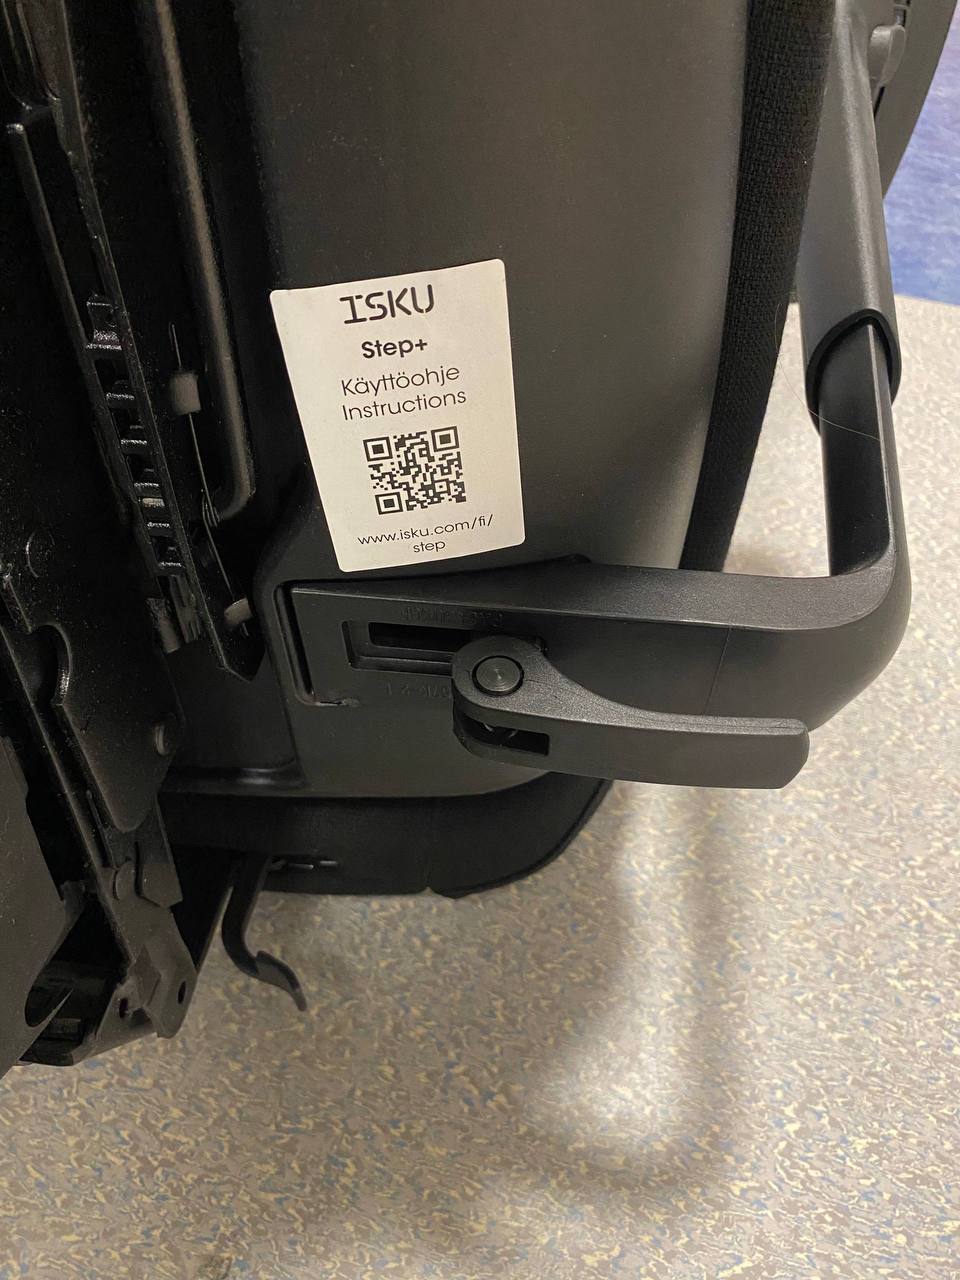 ISKU
Step+
Käyttöohje
Instructions
www.isku.com/fi/
step